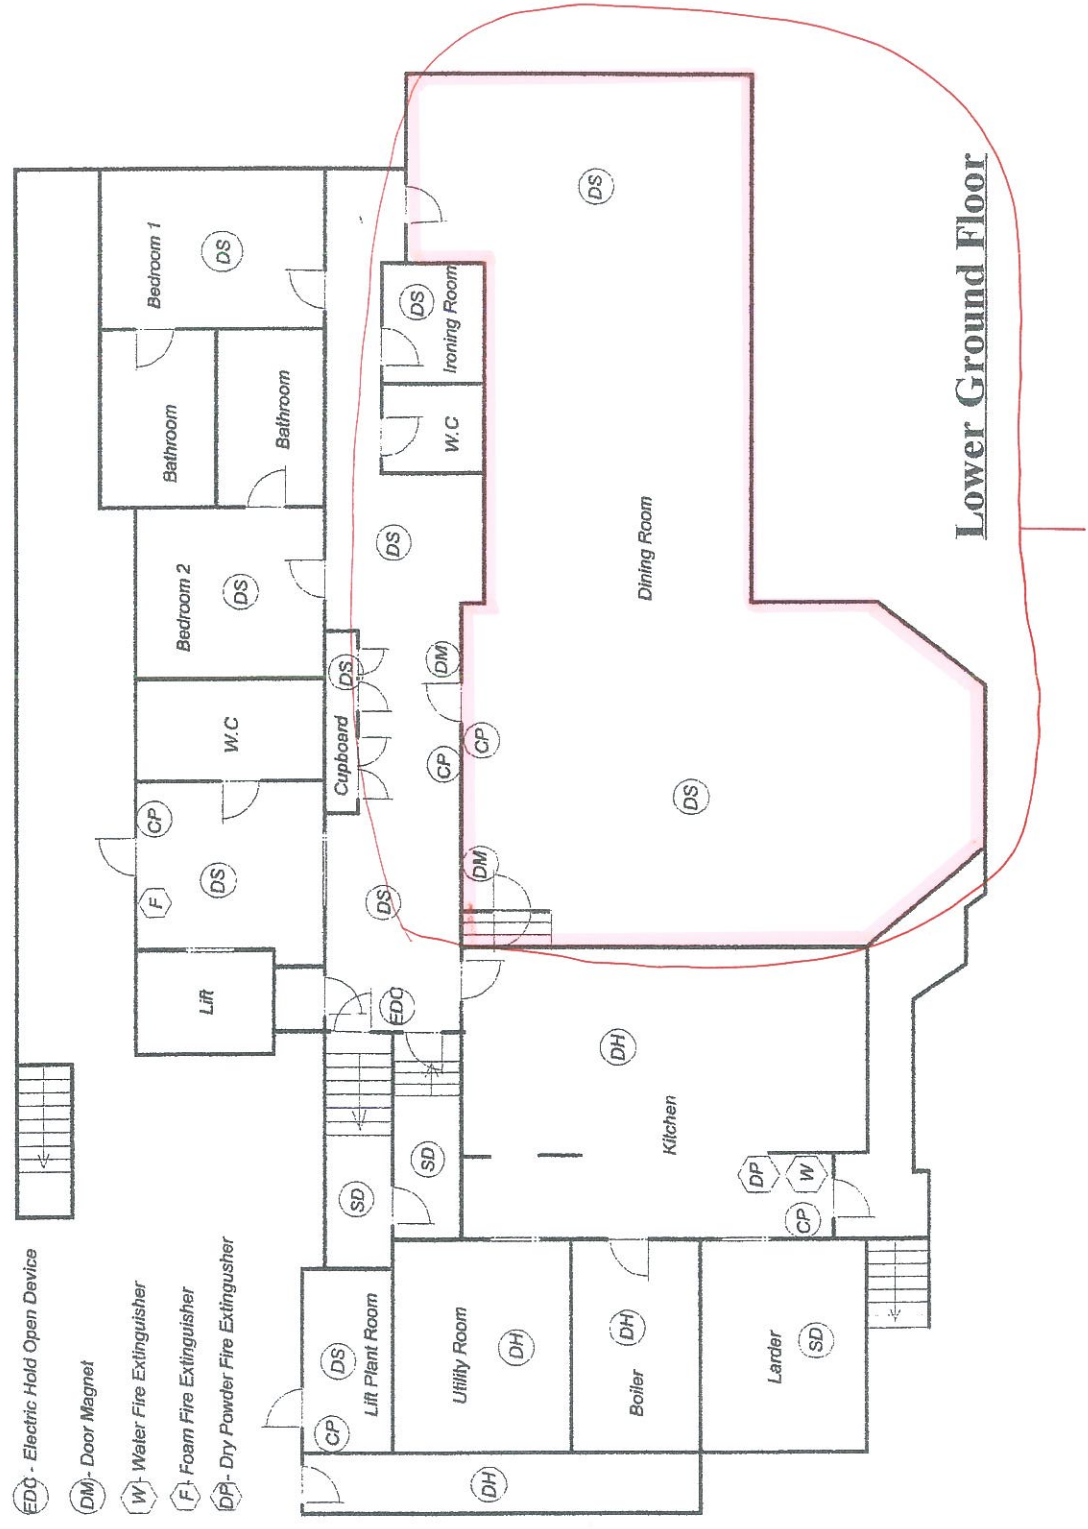 EDC - Electric Hold Open Device
DM - Door Magnet
W - Water Fire Extinguisher
F - Foam Fire Extinguisher
DP - Dry Powder Fire Extingusher
Bedroom 1
DS
Bathroom
Bathroom
Bedroom 2
DS
W.C
CP
DS
F
Lift
Cupboard
DS
DS
DS
EDC
DM
CP
CP
DM
Ironing Room
DS
W.C
Dining Room
DS
DS
Kitchen
DH
DP
W
CP
SD
SD
Lift Plant Room
DS
CP
Utility Room
DH
Boiler
DH
Larder
SD
DH
Lower Ground Floor